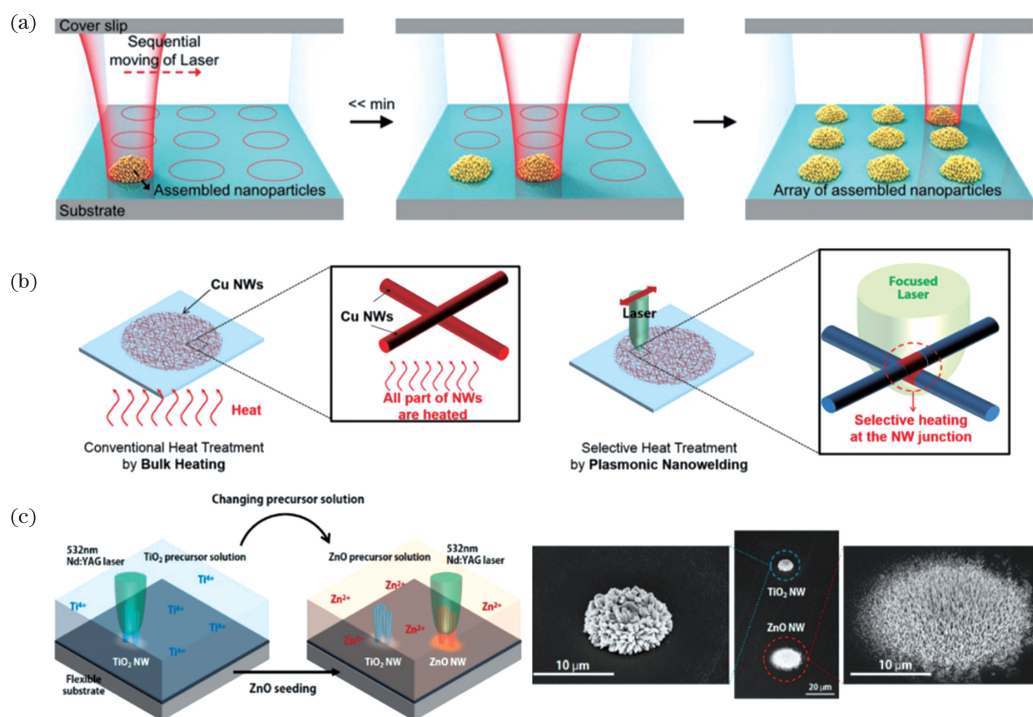 (a)
Cover slip
Sequential
moving of Laser
<< min
Assembled nanoparticles
Array of assembled nanoparticles
Substrate
(b)
Cu NWs
Cu NWs
All part of NWs
are heated
Heat
Conventional Heat Treatment
by Bulk Heating
Laser
Focused
Laser
Selective heating
at the NW junction
Selective Heat Treatment
by Plasmonic Nanowelding
(c)
Changing precursor solution
532nm
Nd:YAG laser
TiO₂ precursor solution
Ti⁴⁺
Ti⁴⁺
Ti⁴⁺
Ti⁴⁺
TiO₂ NW
Flexible
substrate
ZnO seeding
ZnO precursor solution
532nm
Nd:YAG laser
Zn²⁺
Zn²⁺
Zn²⁺
Zn²⁺
Zn²⁺
TiO₂ NW
ZnO NW
10 μm
TiO₂ NW
ZnO NW
20 μm
10 μm